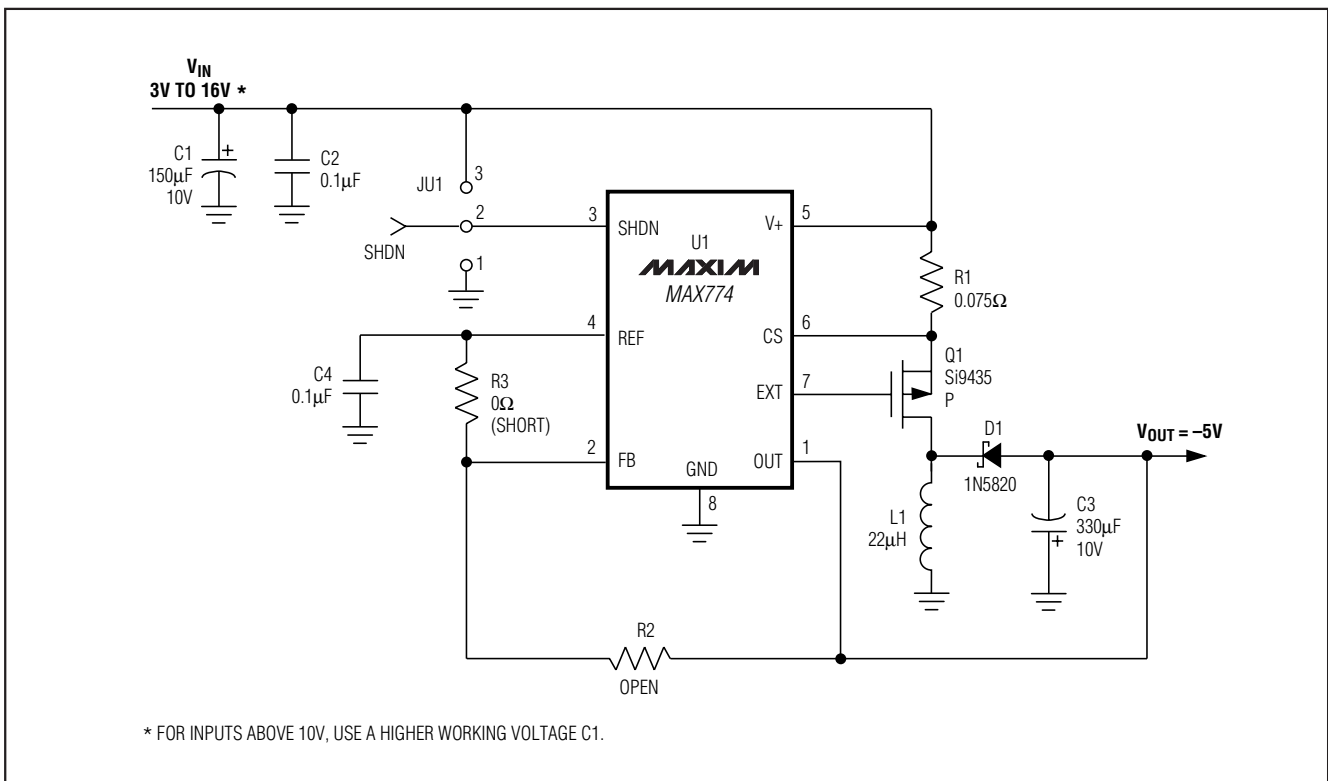 VIN
3V TO 16V *
C1
+
150µF
10V
C2
0.1µF
JU1
3
2
1
SHDN
3
SHDN
U1
MAXIM
MAX774
V+
5
R1
0.075Ω
4
REF
CS
6
C4
0.1µF
R3
0Ω
(SHORT)
EXT
7
Q1
Si9435
P
2
FB
GND
8
OUT
1
D1
1N5820
VOUT = –5V
L1
22µH
C3
330µF
10V
+
R2
OPEN
* FOR INPUTS ABOVE 10V, USE A HIGHER WORKING VOLTAGE C1.